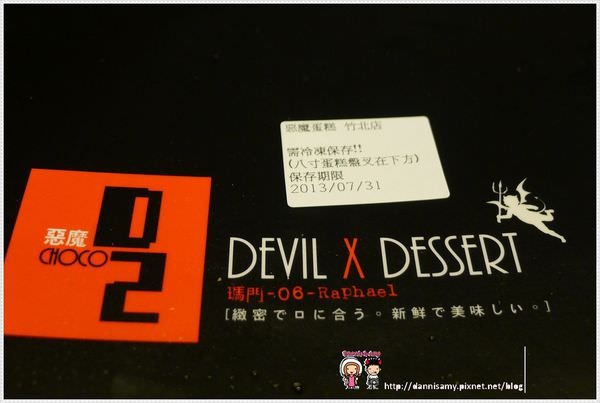 惡魔蛋糕 竹北店
需冷凍保存!!
(八寸蛋糕盤叉在下方)
保存期限
2013/07/31
惡魔
CHOCO
02
DEVIL X DESSERT
瑪門-06-Raphael
[緻密で口に合う。新鮮で美味しい。]
http://dannisamy.pixnet.net/blog